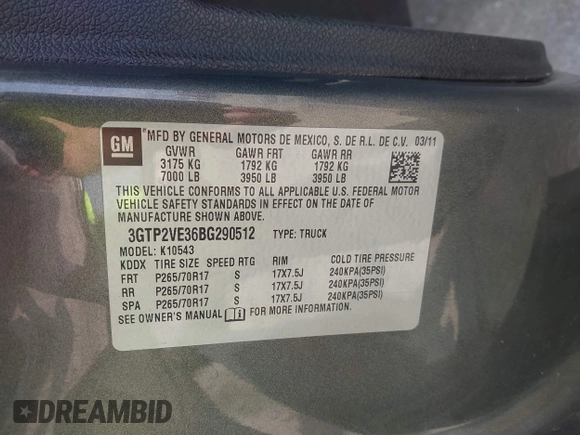 GM MFD BY GENERAL MOTORS DE MEXICO, S. DE R.L. DE C.V. 03/11
GVWR GAWR FRT GAWR RR
3175 KG 1792 KG 1792 KG
7000 LB 3950 LB 3950 LB
THIS VEHICLE CONFORMS TO ALL APPLICABLE U.S. FEDERAL MOTOR
VEHICLE SAFETY STANDARDS IN EFFECT ON THE DATE OF
MANUFACTURE SHOWN ABOVE.
3GTP2VE36BG290512 TYPE: TRUCK
MODEL: K10543
KDDX TIRE SIZE SPEED RTG RIM COLD TIRE PRESSURE
FRT P265/70R17 S 17X7.5J 240KPA(35PSI)
RR P265/70R17 S 17X7.5J 240KPA(35PSI)
SPA P265/70R17 S 17X7.5J 240KPA(35PSI)
SEE OWNER'S MANUAL i FOR MORE INFORMATION.
DREAMBID